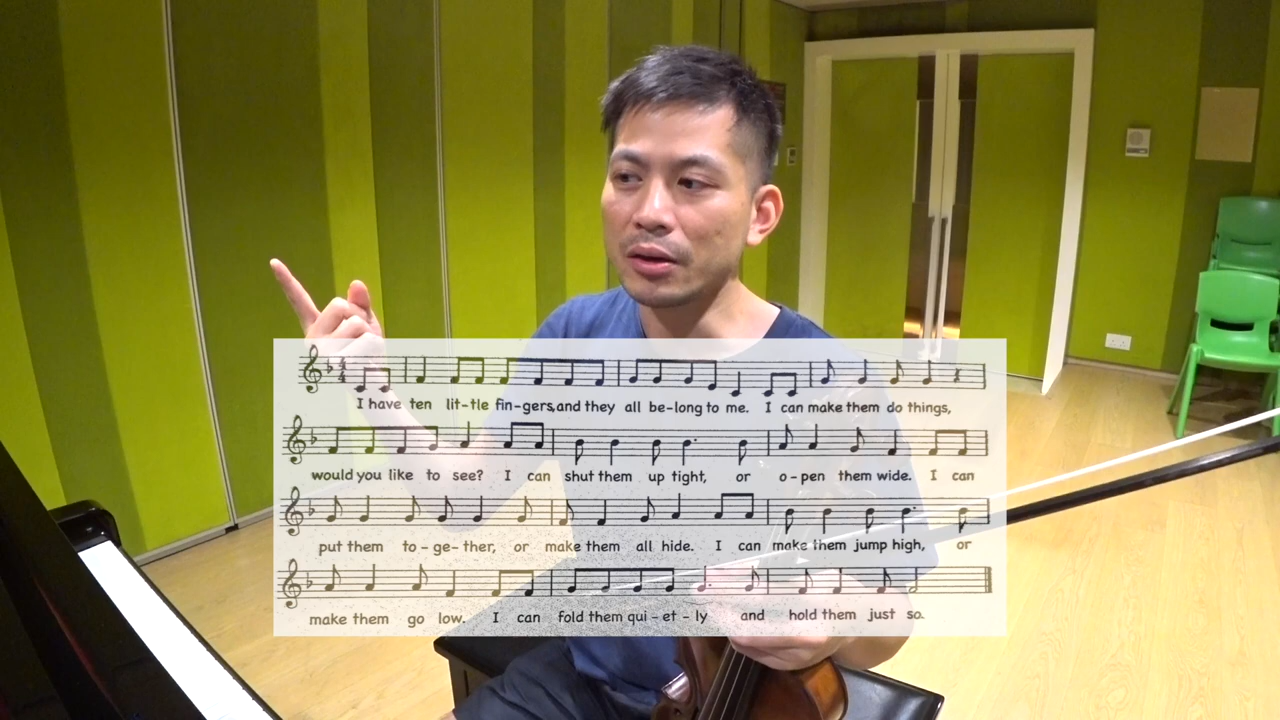 I have ten lit-tle fin-gers, and they all be-long to me. I can make them do things,
would you like to see? I can shut them up tight, or o-pen them wide. I can
put them to-ge-ther, or make them all hide. I can make them jump high, or
make them go low. I can fold them qui-et-ly and hold them just so.